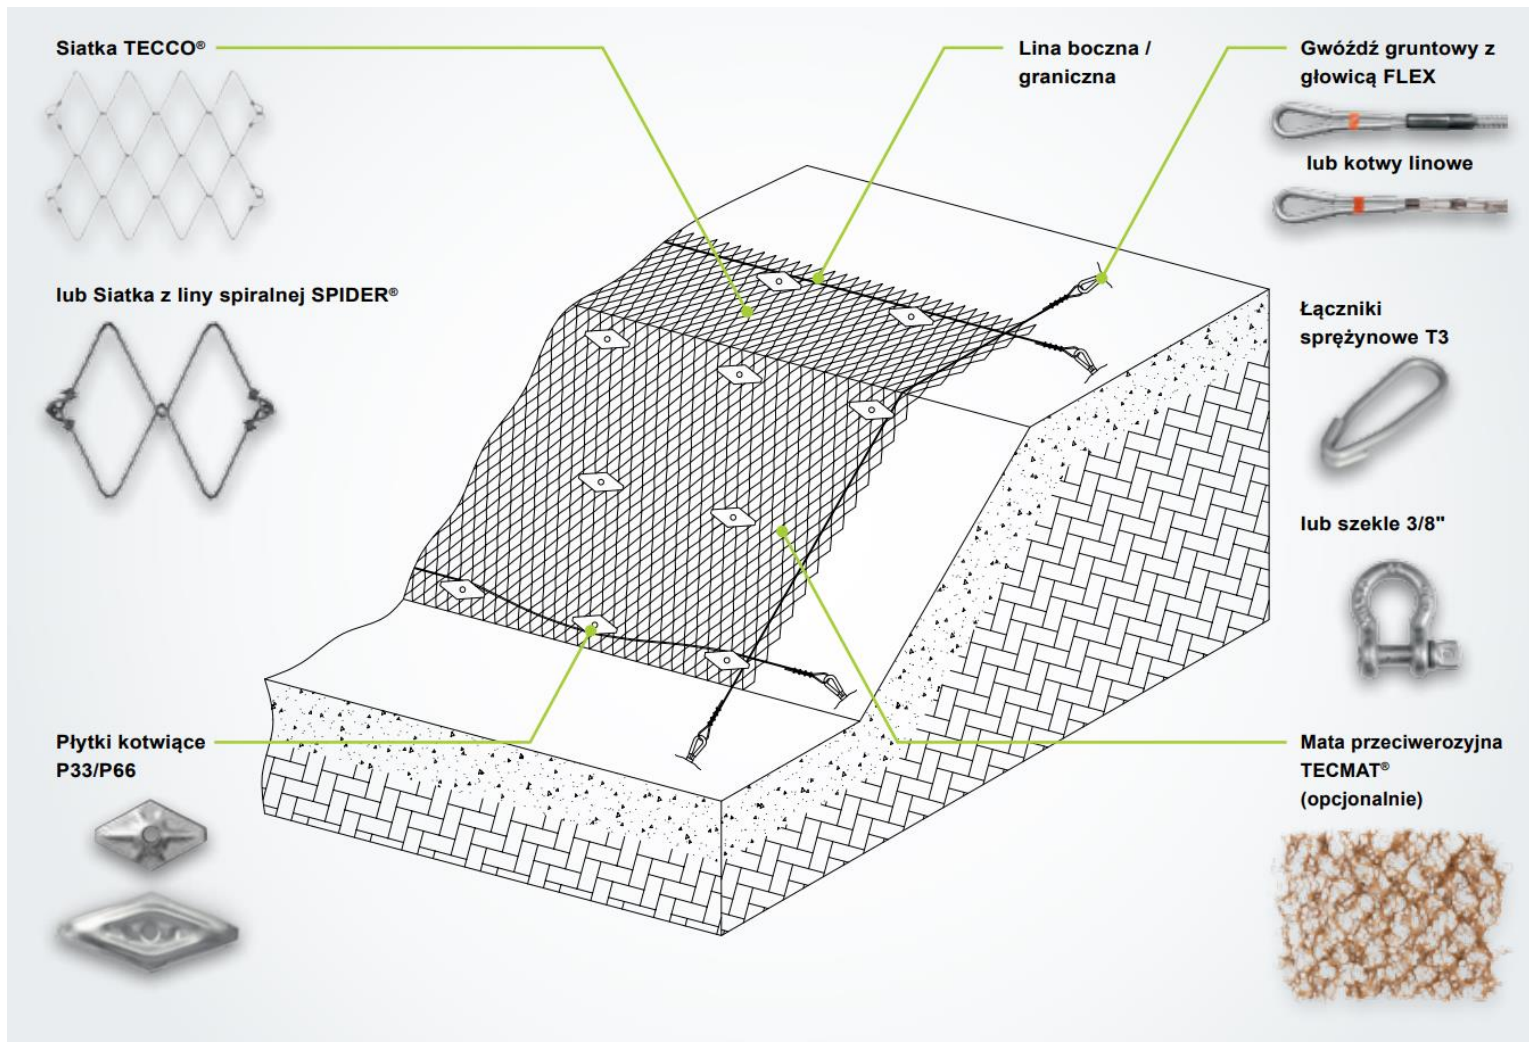 Siatka TECCO®
lub Siatka z liny spiralnej SPIDER®
Płytki kotwiące
P33/P66
Lina boczna /
graniczna
Gwóźdź gruntowy z
głowicą FLEX
lub kotwy linowe
Łączniki
sprężynowe T3
lub szekle 3/8"
Mata przeciwerozyjna
TECMAT®
(opcjonalnie)